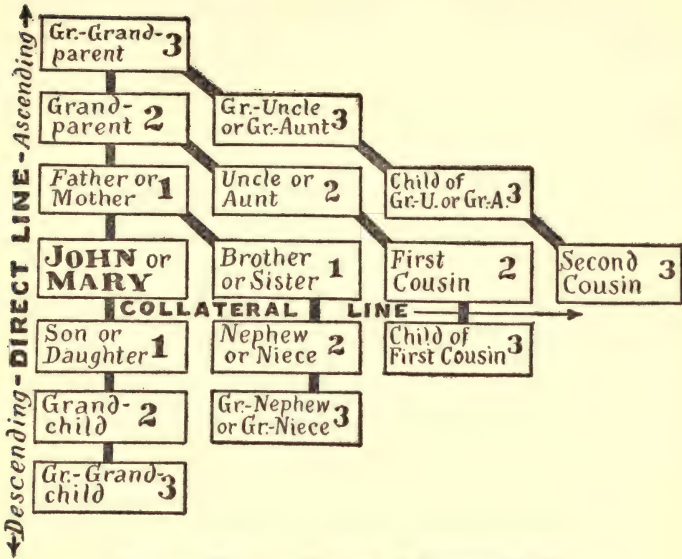 Gr.-Grand-
parent 3
Grand-
parent 2
Gr.-Uncle
or Gr.-Aunt 3
Father or
Mother 1
Uncle or
Aunt 2
Child of
Gr.-U. or Gr.-A. 3
JOHN or
MARY
Brother
or Sister 1
First
Cousin 2
Second
Cousin 3
COLLATERAL LINE
Son or
Daughter 1
Nephew
or Niece 2
Child of
First Cousin 3
Grand-
child 2
Gr.-Nephew
or Gr.-Niece 3
Gr.-Grand-
child 3
Descending-DIRECT LINE-Ascending